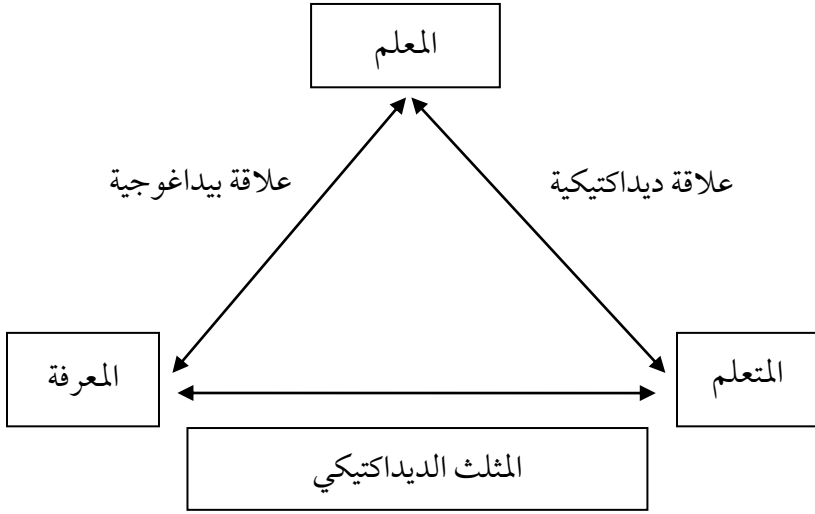 المعلم
علاقة ديداكتيكية
علاقة بيداغوجية
المتعلم
المعرفة
المثلث الديداكتيكي